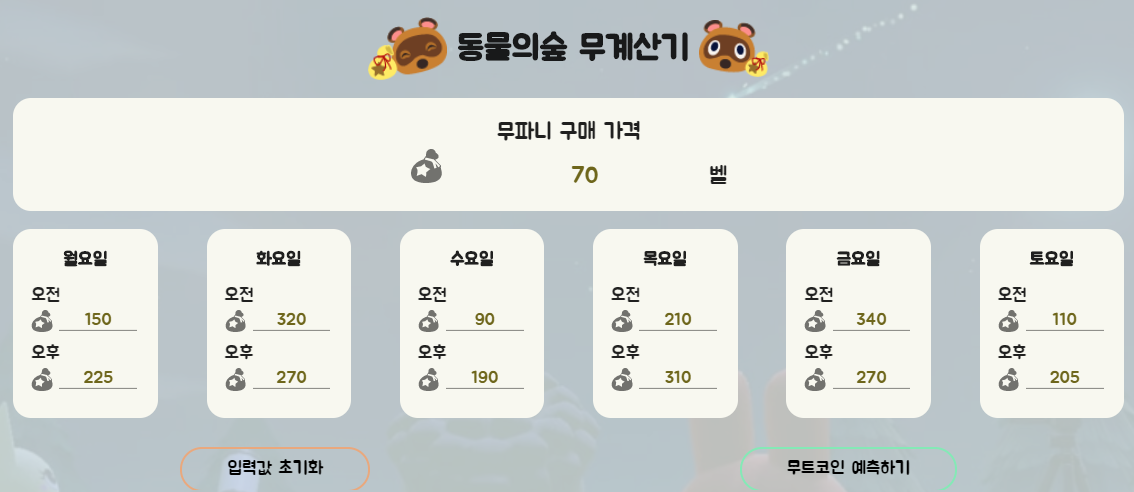 동물의숲 무계산기
무파니 구매 가격
70 벨
월요일
오전
150
오후
225
화요일
오전
320
오후
270
수요일
오전
90
오후
190
목요일
오전
210
오후
310
금요일
오전
340
오후
270
토요일
오전
110
오후
205
입력값 초기화
무트코인 예측하기